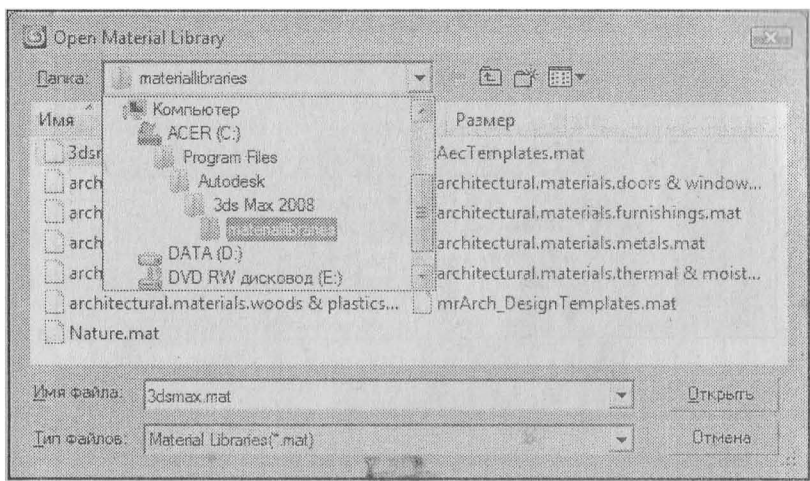 Open Material Library
Папка: materiallibraries
Имя Размер
Компьютер
ACER (C:)
Program Files
Autodesk
3ds Max 2008
materiallibraries
DATA (D:)
DVD RW дисковод (E:)
3dsr AecTemplates.mat
arch architectural.materials.doors & window...
arch architectural.materials.furnishings.mat
arch architectural.materials.metals.mat
arch architectural.materials.thermal & moist...
architectural.materials.woods & plastics... mrArch_DesignTemplates.mat
Nature.mat
Имя файла: 3dsmax.mat Открыть
Тип файлов: Material Libraries(*.mat) Отмена